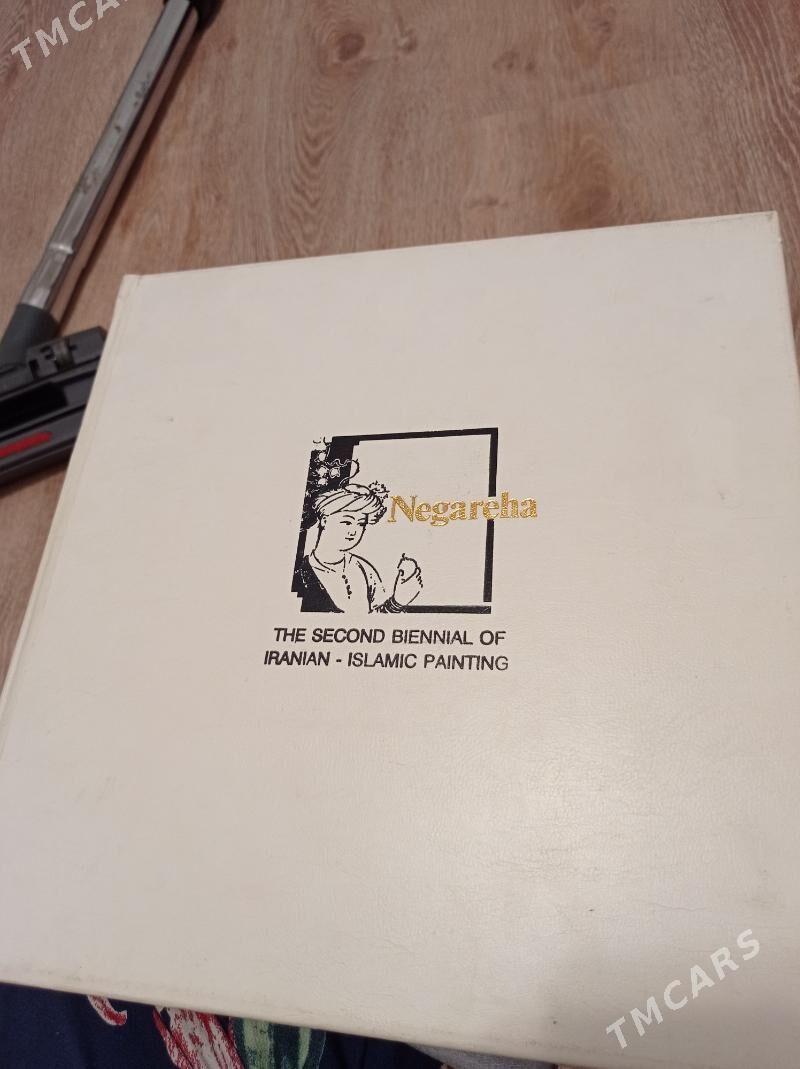 TMCARS
Negareha
THE SECOND BIENNIAL OF
IRANIAN - ISLAMIC PAINTING
TMCARS